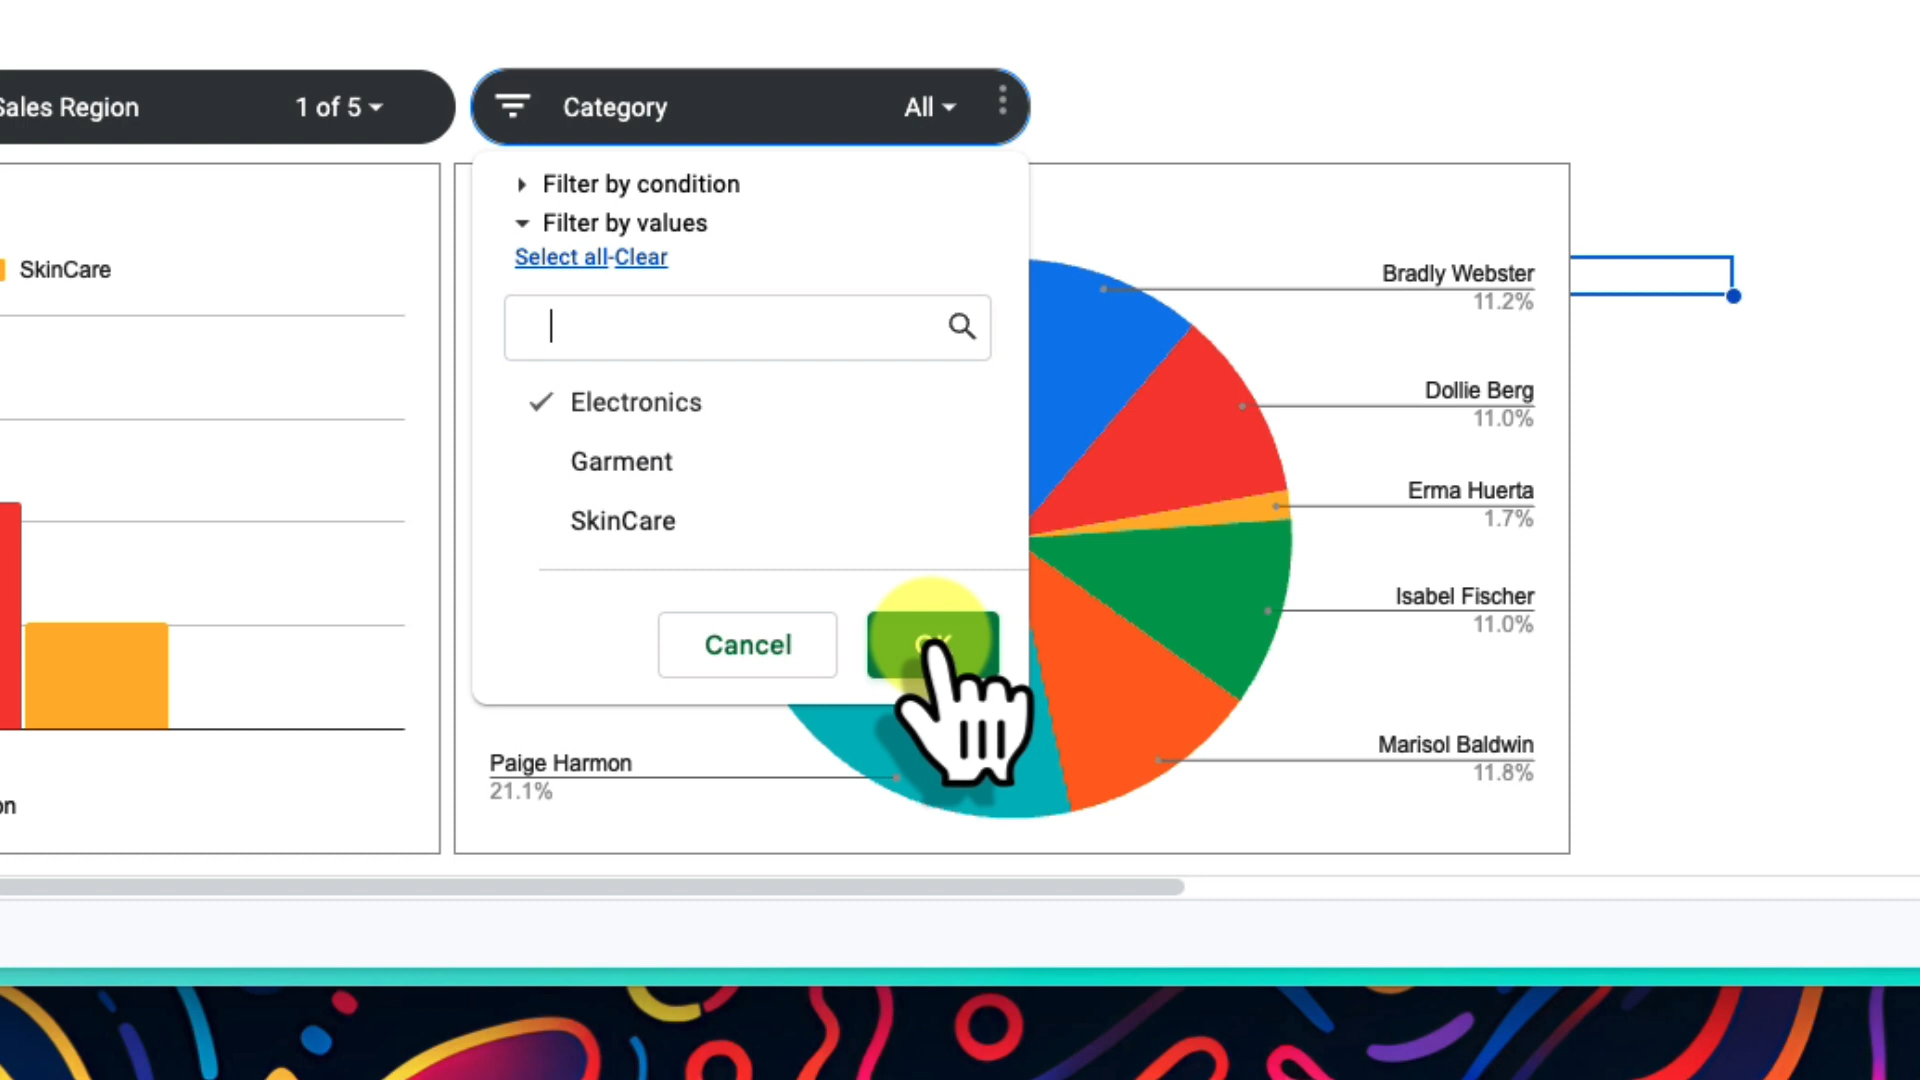 Sales Region 1 of 5
Category All
Filter by condition
Filter by values
Select all-Clear
SkinCare
Electronics
Garment
SkinCare
Cancel
Bradly Webster
11.2%
Dollie Berg
11.0%
Erma Huerta
1.7%
Isabel Fischer
11.0%
Marisol Baldwin
11.8%
Paige Harmon
21.1%
on